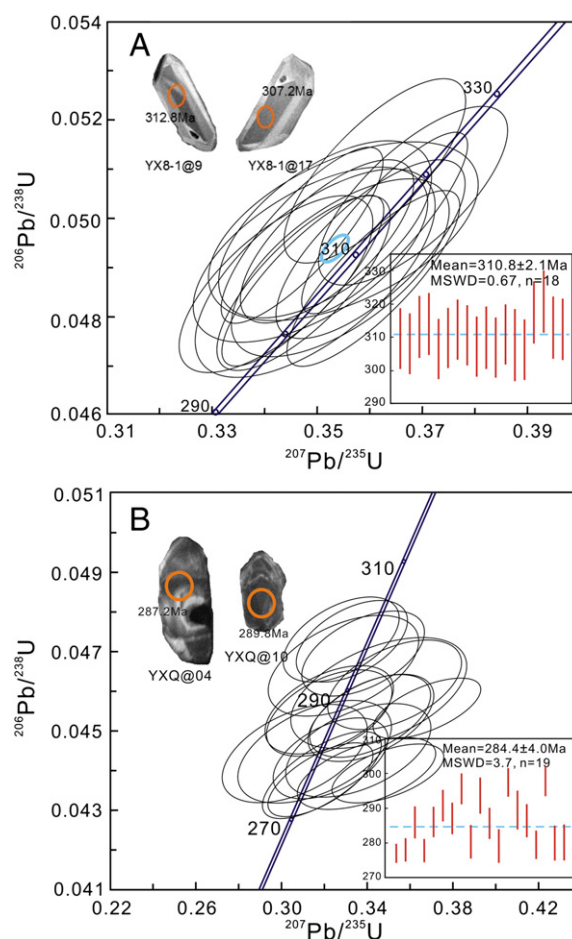 A
0.054
0.052
0.050
0.048
0.046
206Pb/238U
312.8Ma
YX8-1@9
307.2Ma
YX8-1@17
330
310
290
Mean=310.8±2.1Ma
MSWD=0.67, n=18
330
320
310
300
290
0.31 0.33 0.35 0.37 0.39
207Pb/235U
B
0.051
0.049
0.047
0.045
0.043
0.041
206Pb/238U
287.2Ma
YXQ@04
289.8Ma
YXQ@10
310
290
270
Mean=284.4±4.0Ma
MSWD=3.7, n=19
310
300
290
280
270
0.22 0.26 0.30 0.34 0.38 0.42
207Pb/235U